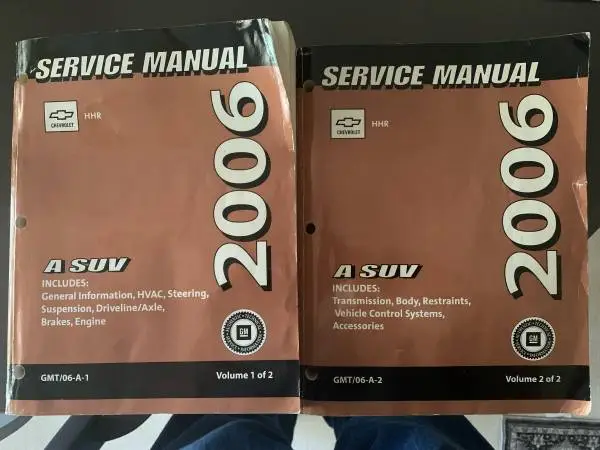 SERVICE MANUAL
CHEVROLET
HHR
2006
A SUV
INCLUDES:
General Information, HVAC, Steering,
Suspension, Driveline/Axle,
Brakes, Engine
GM
GMT/06-A-1
Volume 1 of 2
SERVICE MANUAL
CHEVROLET
HHR
2006
A SUV
INCLUDES:
Transmission, Body, Restraints,
Vehicle Control Systems,
Accessories
GM
GMT/06-A-2
Volume 2 of 2